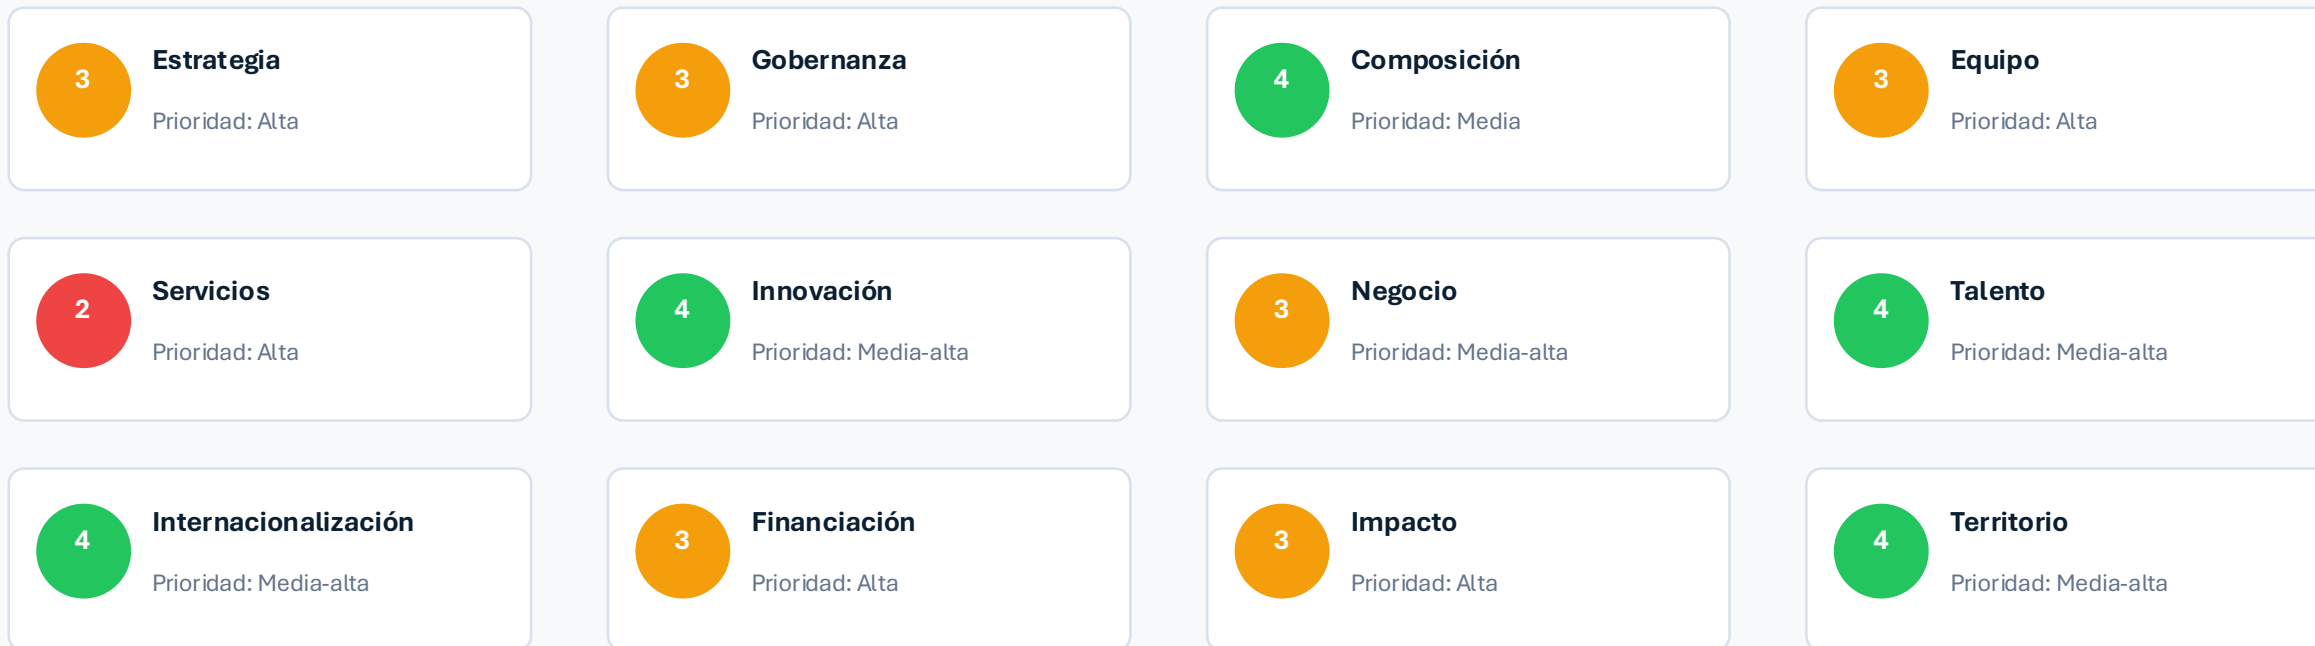 3
Estrategia
Prioridad: Alta
3
Gobernanza
Prioridad: Alta
4
Composición
Prioridad: Media
3
Equipo
Prioridad: Alta
2
Servicios
Prioridad: Alta
4
Innovación
Prioridad: Media-alta
3
Negocio
Prioridad: Media-alta
4
Talento
Prioridad: Media-alta
4
Internacionalización
Prioridad: Media-alta
3
Financiación
Prioridad: Alta
3
Impacto
Prioridad: Alta
4
Territorio
Prioridad: Media-alta